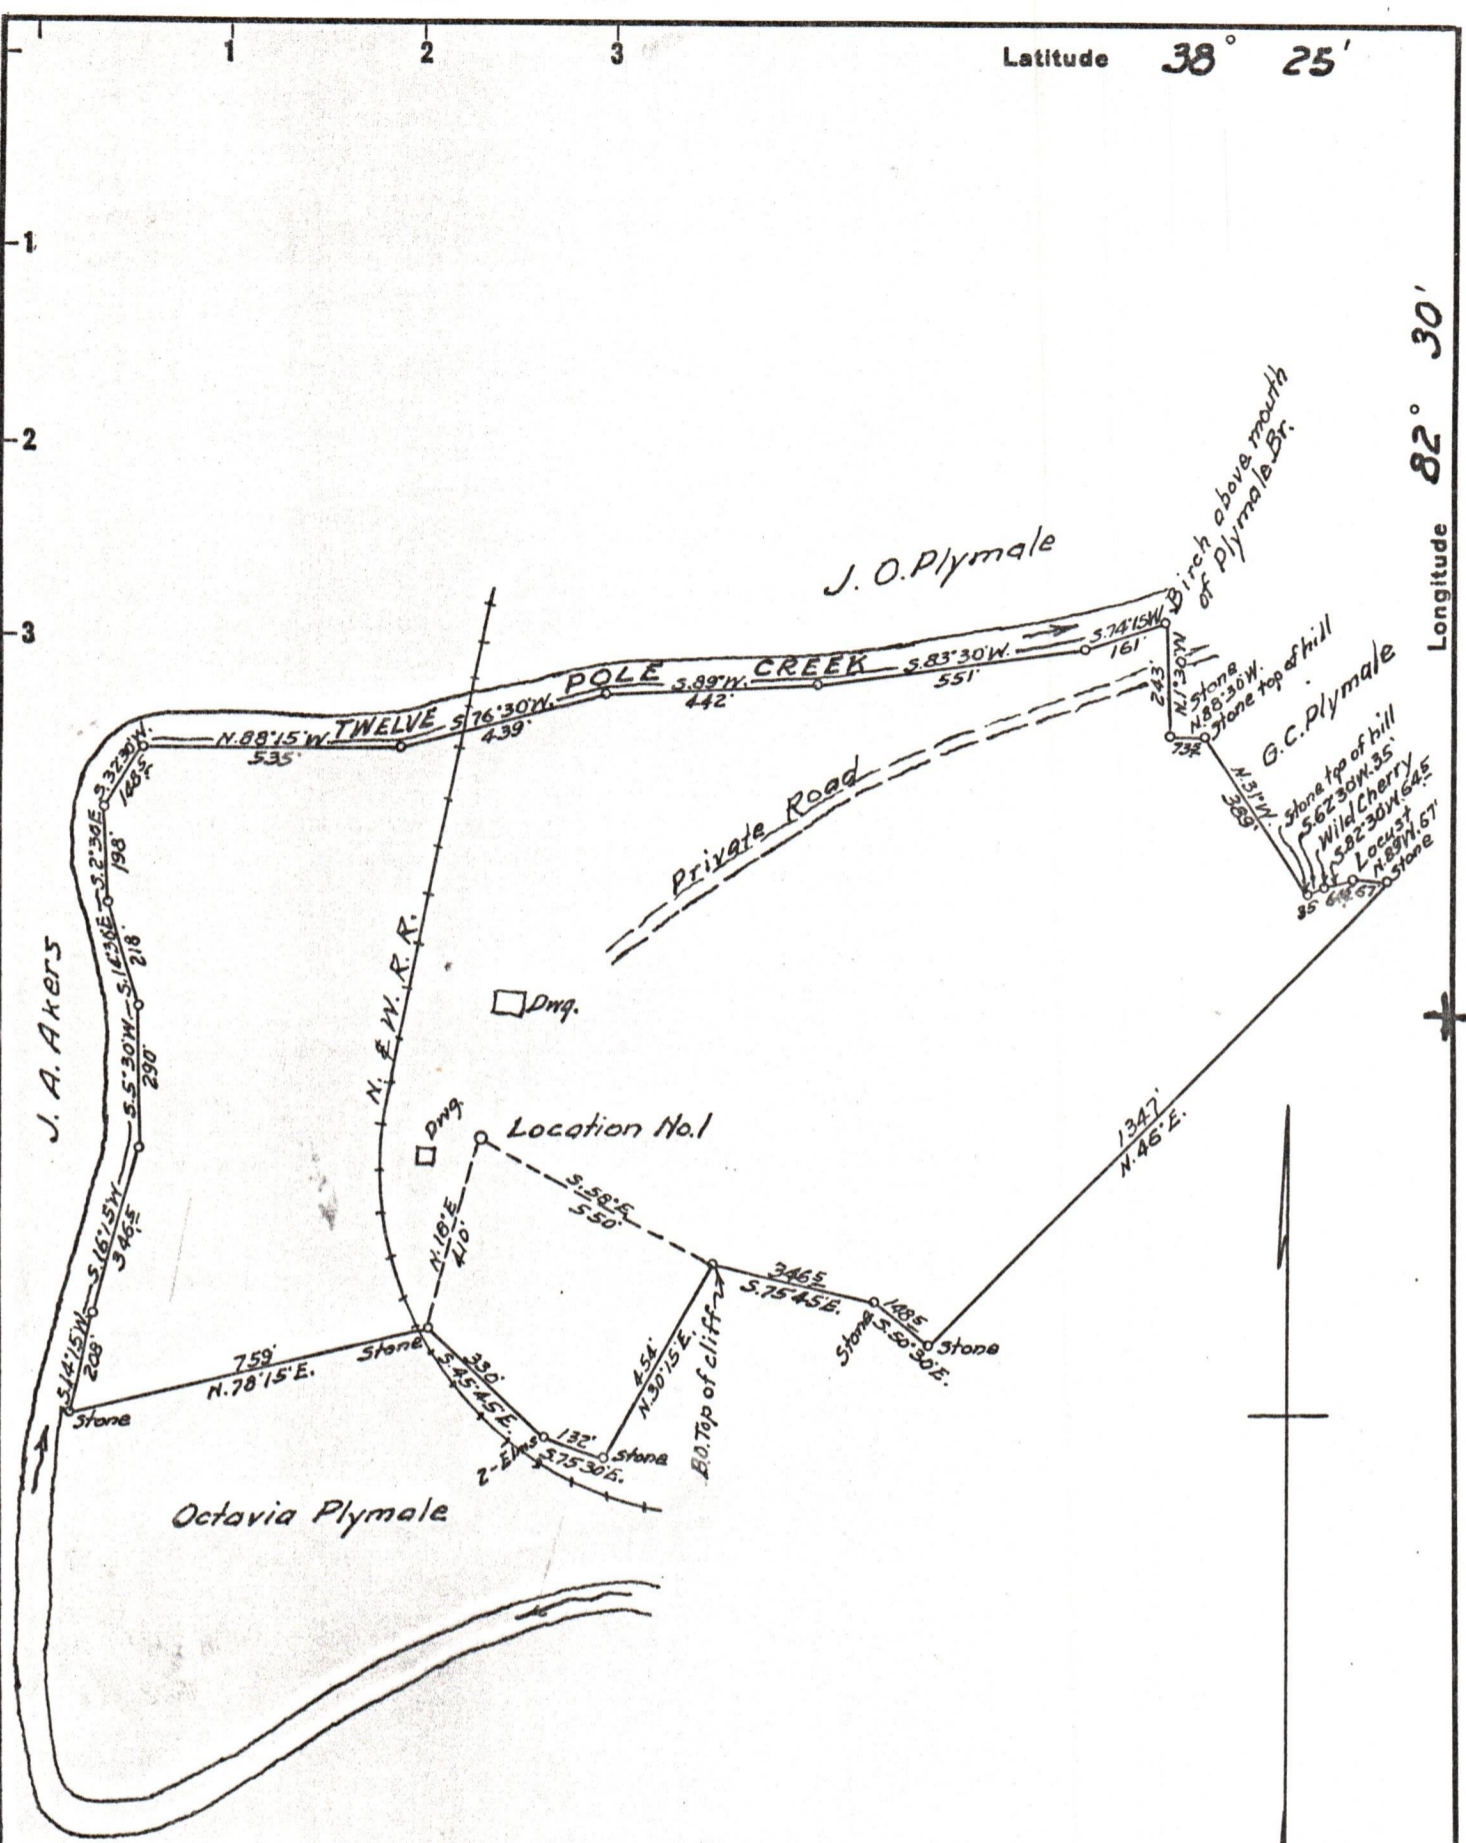 1 2 3
Latitude 38° 25'
1
2
3
Longitude 82° 30'
Birch above mouth
of Plymale Br.
J. O. Plymale
S.74°15'W.
161'
TWELVE POLE CREEK
S.83°30'W.
551'
S.89°W.
442'
S.76°30'W.
439'
N.88°15'W.
535'
S.32°30'W.
148.5'
S.2°30'E.
198'
S.14°30'E.
218'
S.5°30'W.
290'
S.16°15'W.
346.5
S.14°15'W.
208'
J. A. Akers
243'
N.1°30'W.
Stone
N.88°30'W.
Stone top of hill
73.2
G. C. Plymale
N.31°W.
389'
Stone top of hill
S.62°30'W. 35'
Wild Cherry
S.82°30'W. 64.5
Locust
N.89°W. 67'
Stone
35
67
Private Road
N. & W. R. R.
Dwg.
Dwg.
Location No.1
S.58°E.
550'
N.18°E.
410'
1347'
N.46°E.
346.5
S.75°45'E.
Stone
148.5
S.50°30'E.
Stone
B.O. Top of cliff
454'
N.30°15'E.
759'
N.78°15'E.
Stone
Stone
330'
S.45°45'E.
2-Elms
132'
S.75°30'E.
Stone
Octavia Plymale